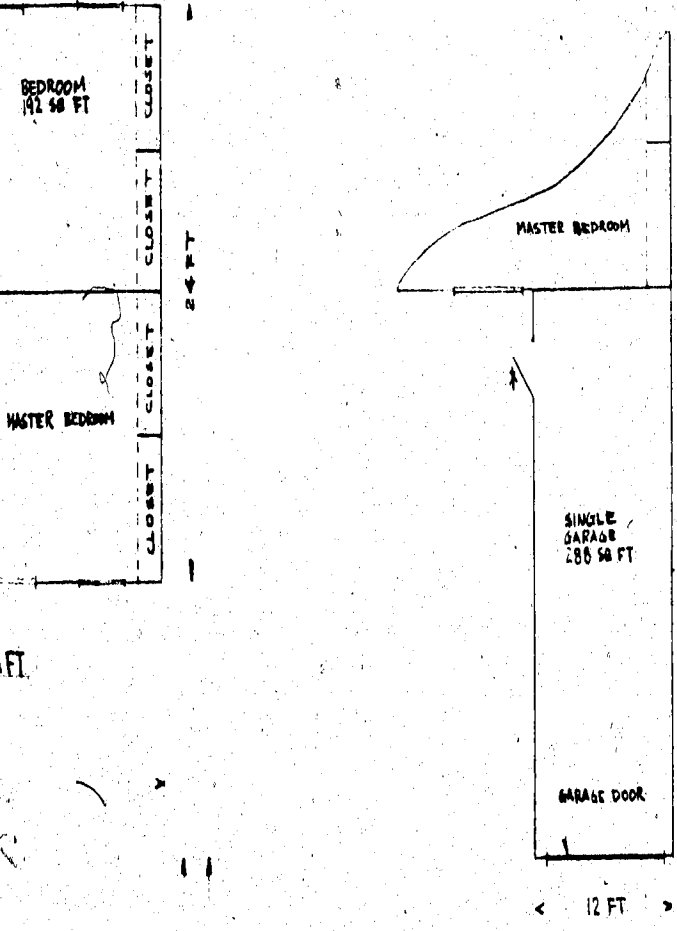 BEDROOM
192 SQ FT
CLOSET
CLOSET
24 FT
MASTER BEDROOM
CLOSET
CLOSET
FT.
MASTER BEDROOM
SINGLE
GARAGE
288 SQ FT
GARAGE DOOR
12 FT